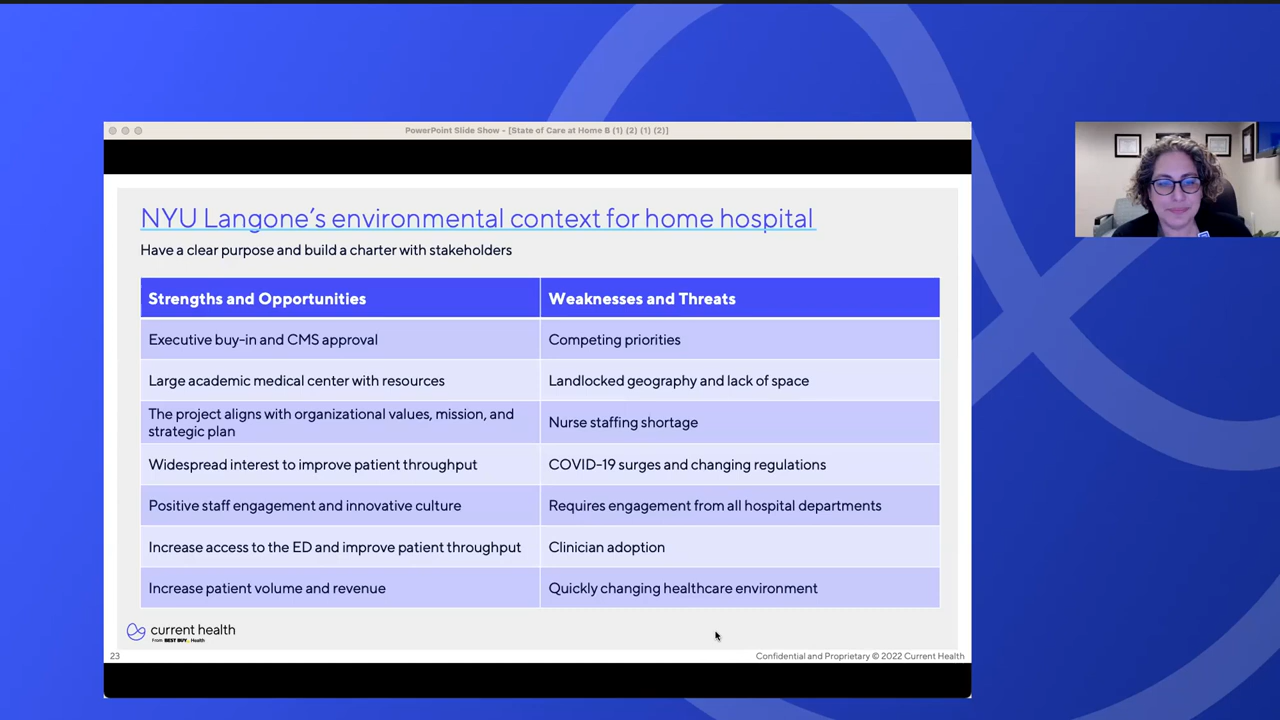 PowerPoint Slide Show - [State of Care at Home B (1) (2) (1) (2)]
NYU Langone's environmental context for home hospital
Have a clear purpose and build a charter with stakeholders
Strengths and Opportunities
Weaknesses and Threats
Executive buy-in and CMS approval
Competing priorities
Large academic medical center with resources
Landlocked geography and lack of space
The project aligns with organizational values, mission, and
strategic plan
Nurse staffing shortage
Widespread interest to improve patient throughput
COVID-19 surges and changing regulations
Positive staff engagement and innovative culture
Requires engagement from all hospital departments
Increase access to the ED and improve patient throughput
Clinician adoption
Increase patient volume and revenue
Quickly changing healthcare environment
current health
From BEST BUY Health
23
Confidential and Proprietary © 2022 Current Health